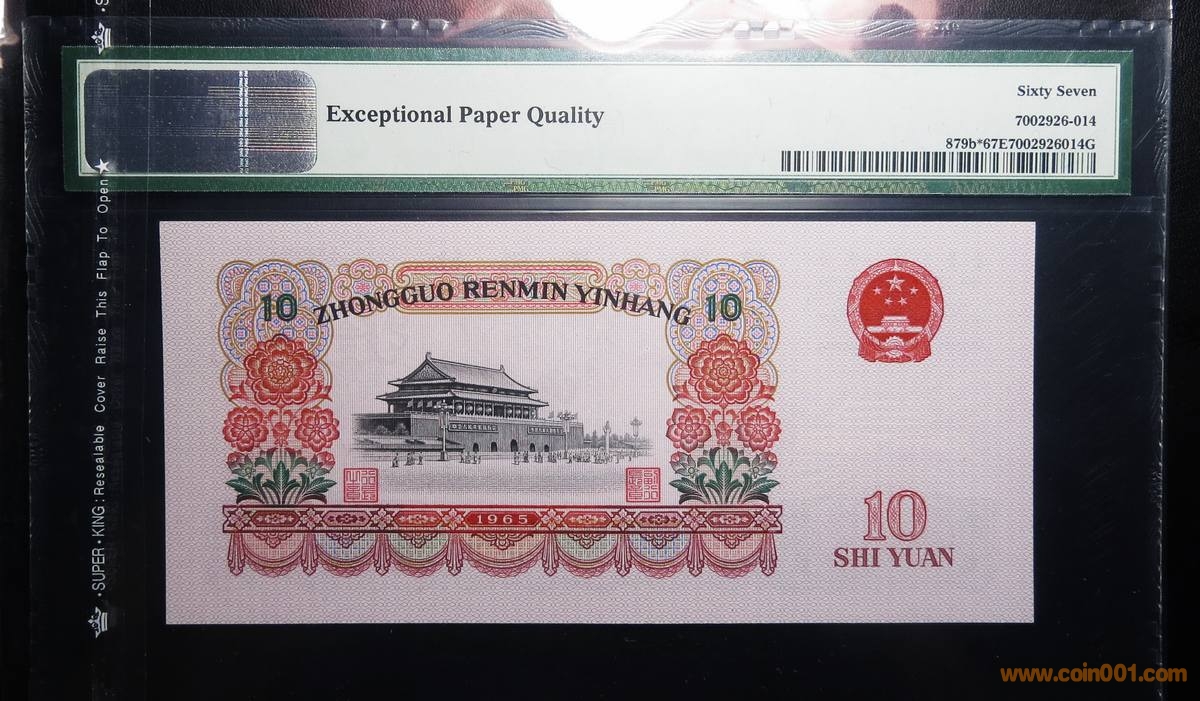 Exceptional Paper Quality
Sixty Seven
7002926-014
879b*67E7002926014G
·SUPER·KING:Resealable Cover Raise This Flap To Open★
10 ZHONGGUO RENMIN YINHANG 10
1965
10
SHI YUAN
www.coin001.com